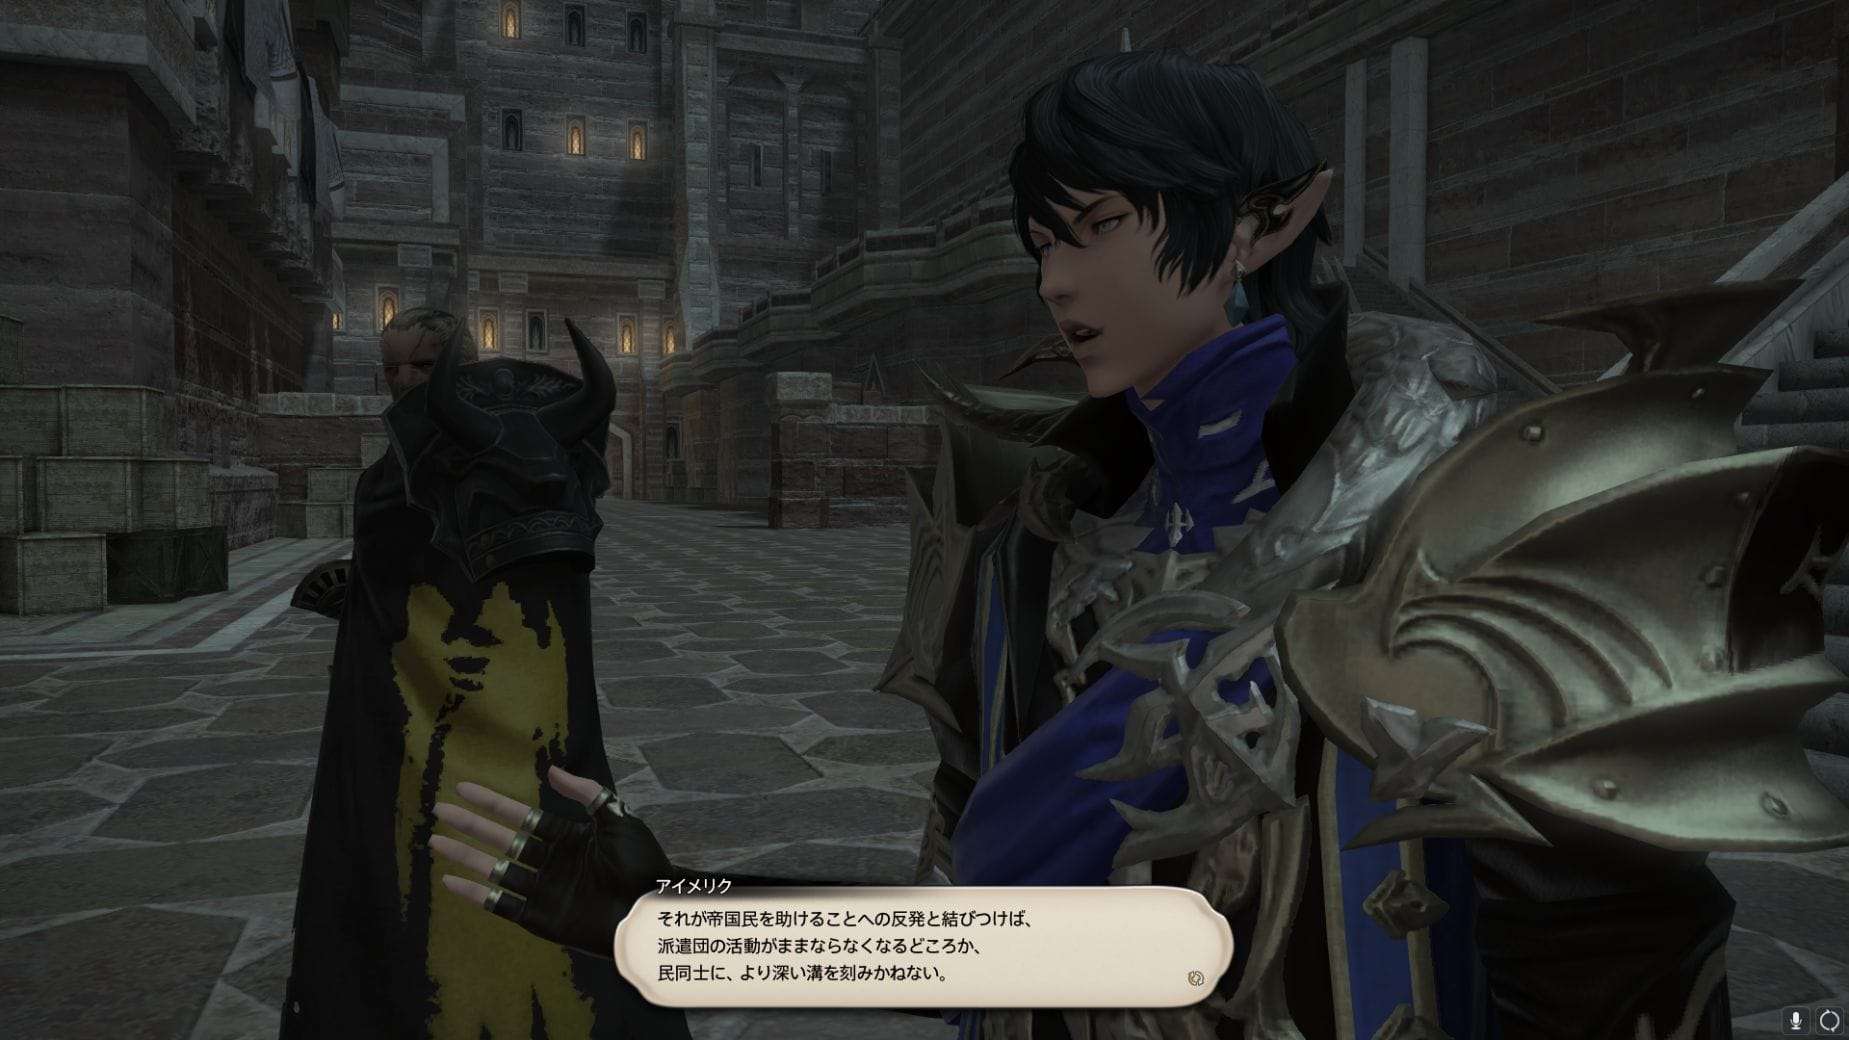 アイメリク
それが帝国民を助けることへの反発と結びつけば、
派遣団の活動がままならなくなるどころか、
民同士に、より深い溝を刻みかねない。